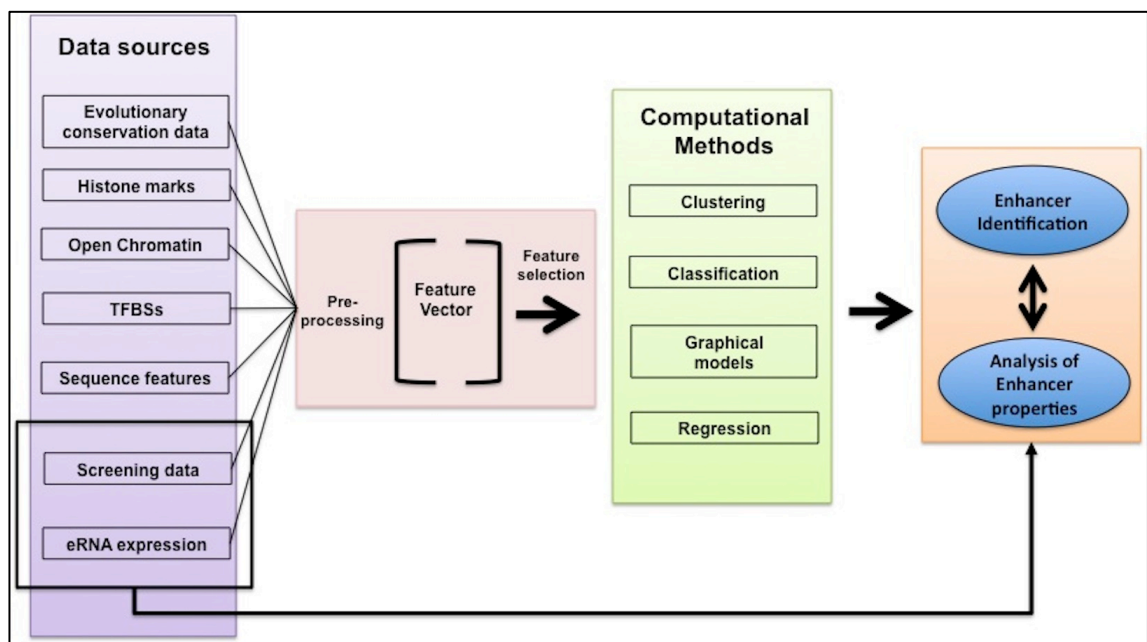 Data sources
Evolutionary
conservation data
Histone marks
Open Chromatin
TFBSs
Sequence features
Screening data
eRNA expression
Pre-
processing
Feature
Vector
Feature
selection
Computational
Methods
Clustering
Classification
Graphical
models
Regression
Enhancer
Identification
Analysis of
Enhancer
properties